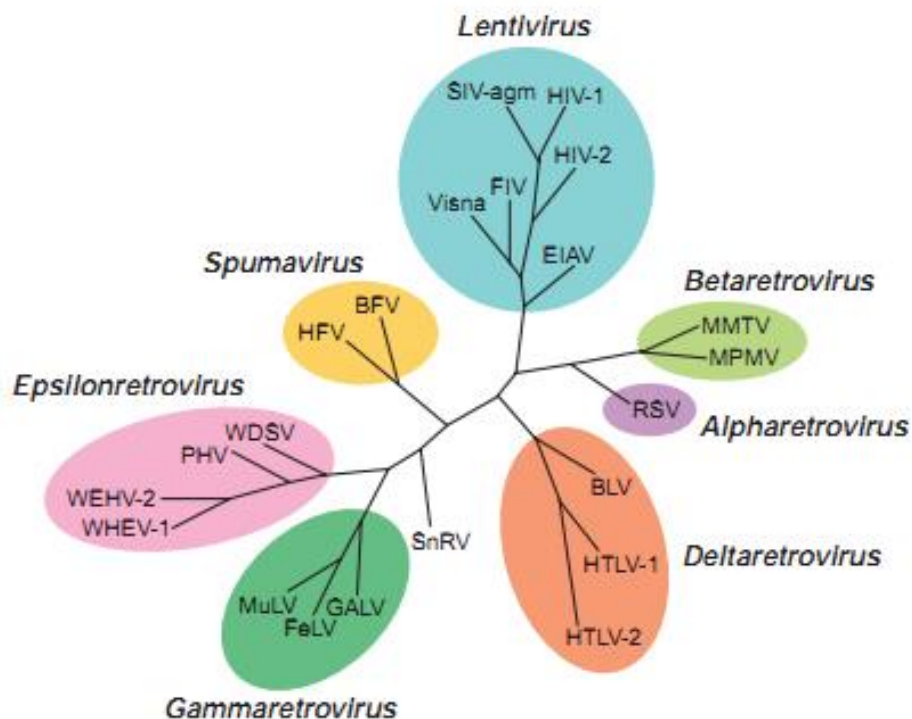 Lentivirus
SIV-agm HIV-1
HIV-2
FIV
Visna
EIAV
Spumavirus
BFV
HFV
Betaretrovirus
MMTV
MPMV
RSV
Alpharetrovirus
Epsilonretrovirus
WDSV
PHV
WEHV-2
WHEV-1
SnRV
BLV
HTLV-1
HTLV-2
Deltaretrovirus
MuLV
FeLV
GALV
Gammaretrovirus